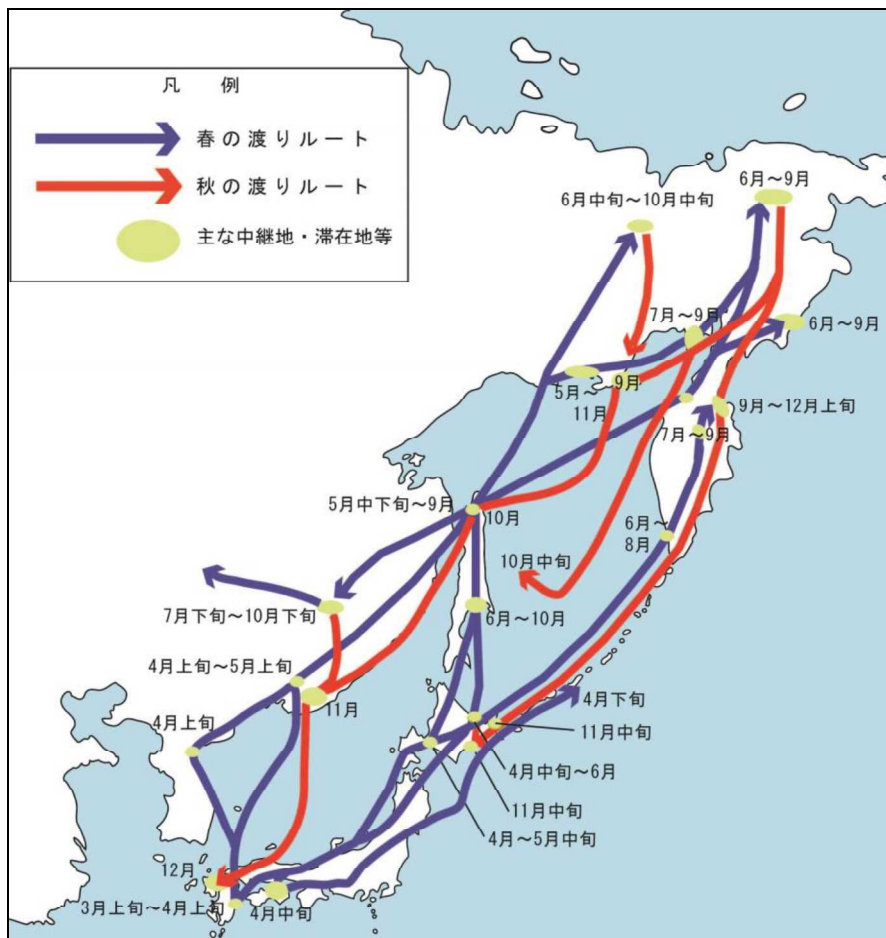 凡 例
春の渡りルート
秋の渡りルート
主な中継地・滞在地等
6月～9月
6月中旬～10月中旬
7月～9月
6月～9月
5月～
11月
9月
9月～12月上旬
7月～9月
5月中下旬～9月
10月
6月～
8月
10月中旬
7月下旬～10月下旬
6月～10月
4月上旬～5月上旬
11月
4月下旬
4月上旬
11月中旬
4月中旬～6月
11月中旬
4月～5月中旬
12月
3月上旬～4月上旬
4月中旬